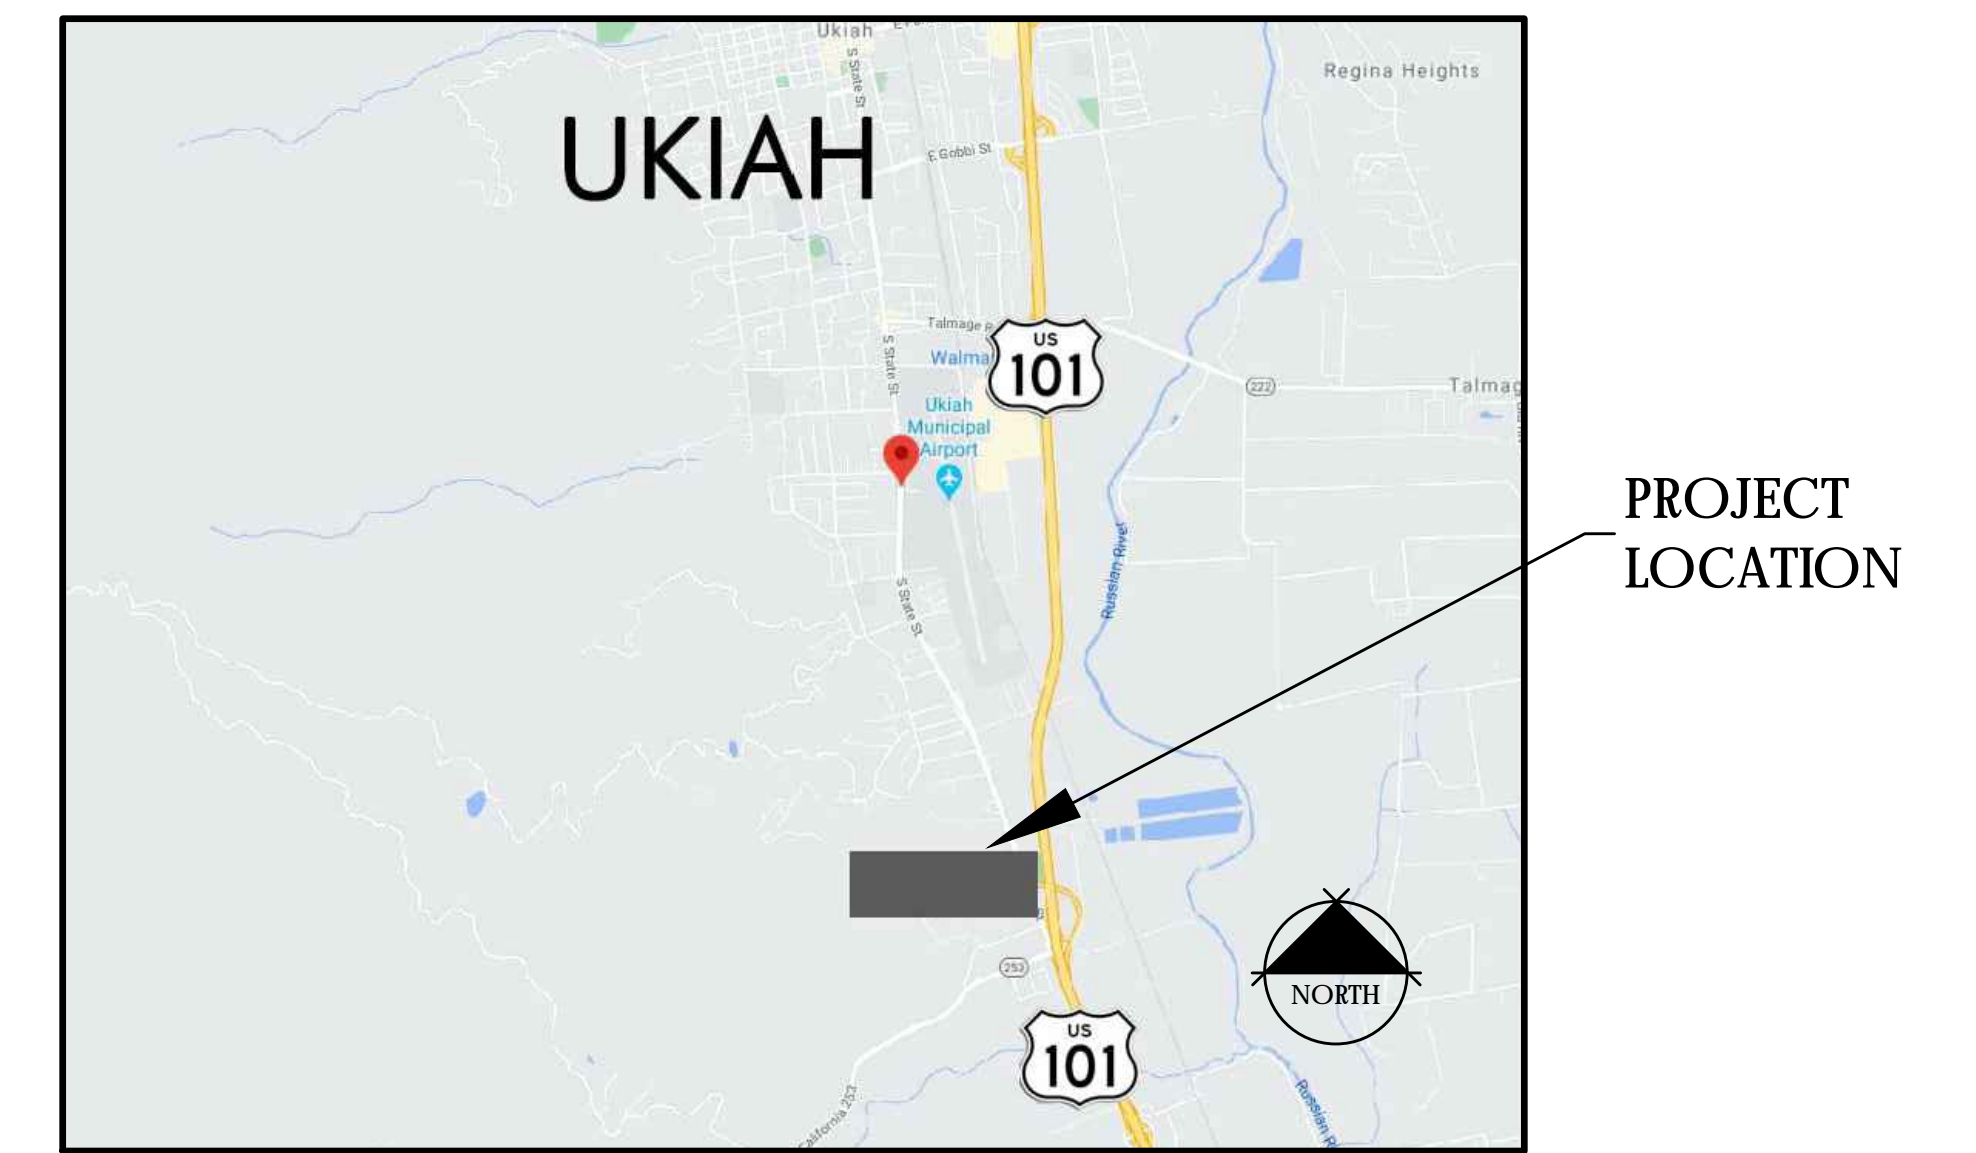 Ukiah
S State St
Regina Heights
UKIAH
E Gobbi St
Talmage R
S State St
US
101
Walma
222
Talmag
Ukiah
Municipal
Airport
PROJECT
LOCATION
Russian River
S State St
253
NORTH
US
101
California 253
Russian R